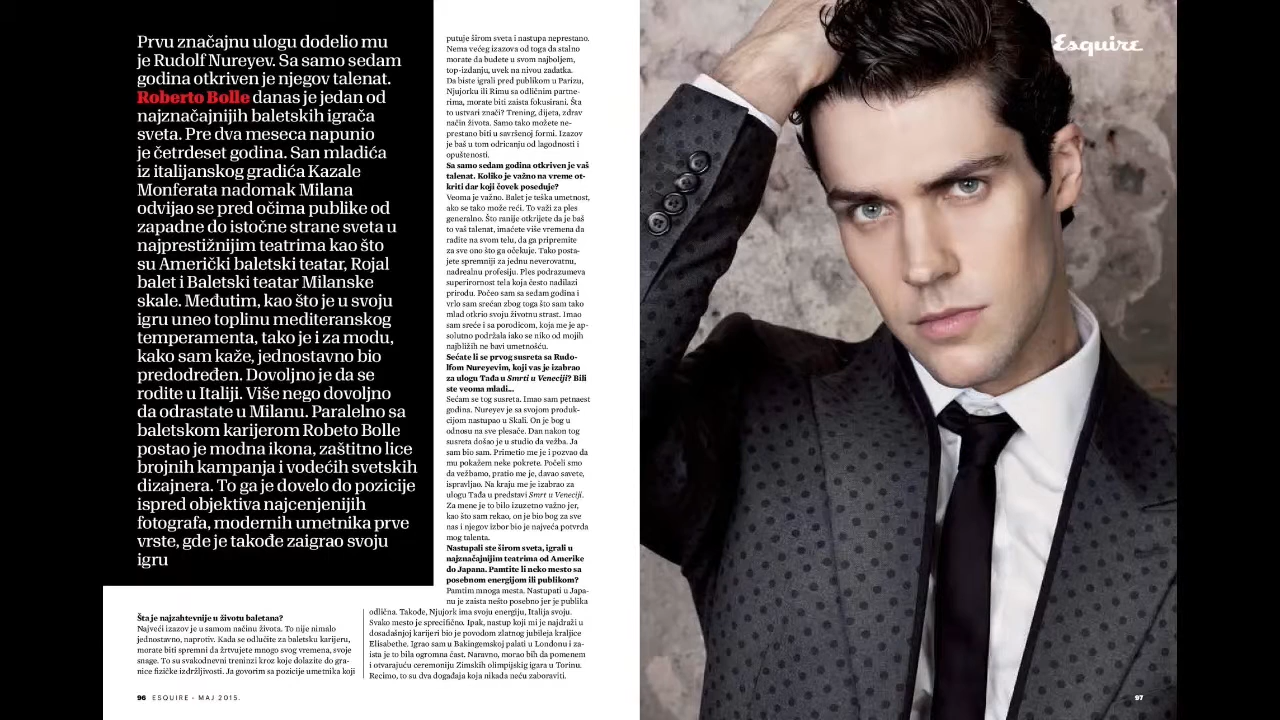 Prvu značajnu ulogu dodelio mu
je Rudolf Nureyev. Sa samo sedam
godina otkriven je njegov talenat.
Roberto Bolle danas je jedan od
najznačajnijih baletskih igrača
sveta. Pre dva meseca napunio
je četrdeset godina. San mladića
iz italijanskog gradića Kazale
Monferata nadomak Milana
odvijao se pred očima publike od
zapadne do istočne strane sveta u
najprestižnijim teatrima kao što
su Američki baletski teatar, Rojal
balet i Baletski teatar Milanske
skale. Međutim, kao što je u svoju
igru uneo toplinu mediteranskog
temperamenta, tako je i za modu,
kako sam kaže, jednostavno bio
predodređen. Dovoljno je da se
rodite u Italiji. Više nego dovoljno
da odrastate u Milanu. Paralelno sa
baletskom karijerom Robeto Bolle
postao je modna ikona, zaštitno lice
brojnih kampanja i vodećih svetskih
dizajnera. To ga je dovelo do pozicije
ispred objektiva najcenjenijih
fotografa, modernih umetnika prve
vrste, gde je takođe zaigrao svoju
igru
Šta je najzahtevnije u životu baletana?
Najveći izazov je u samom načinu života. To nije nimalo
jednostavno, naprotiv. Kada se odlučite za baletsku karijeru,
morate biti spremni da žrtvujete mnogo svog vremena, svoje
snage. To su svakodnevni treninzi kroz koje dolazite do gra-
nice fizičke izdržljivosti. Ja govorim sa pozicije umetnika koji
putuje širom sveta i nastupa neprestano.
Nema većeg izazova od toga da stalno
morate da budete u svom najboljem,
top-izdanju, uvek na nivou zadatka.
Da biste igrali pred publikom u Parizu,
Njujorku ili Rimu sa odličnim partne-
rima, morate biti zaista fokusirani. Šta
to ustvari znači? Trening, dijeta, zdrav
način života. Samo tako možete ne-
prestano biti u savršenoj formi. Izazov
je baš u tom odricanju od lagodnosti i
opuštenosti.
Sa samo sedam godina otkriven je vaš
talenat. Koliko je važno na vreme ot-
kriti dar koji čovek poseduje?
Veoma je važno. Balet je teška umetnost,
ako se tako može reći. To važi za ples
generalno. Što ranije otkrijete da je baš
to vaš talenat, imaćete više vremena da
radite na svom telu, da ga pripremite
za sve ono što ga očekuje. Tako posta-
jete spremniji za jednu neverovatnu,
nadrealnu profesiju. Ples podrazumeva
superirornost tela koja često nadilazi
prirodu. Počeo sam sa sedam godina i
vrlo sam srećan zbog toga što sam tako
mlad otkrio svoju životnu strast. Imao
sam sreće i sa porodicom, koja me je ap-
solutno podržala iako se niko od mojih
najbližih ne bavi umetnošću.
Sećate li se prvog susreta sa Rudo-
lfom Nureyevim, koji vas je izabrao
za ulogu Tađa u Smrti u Veneciji? Bili
ste veoma mladi...
Sećam se tog susreta. Imao sam petnaest
godina. Nureyev je sa svojom produk-
cijom nastupao u Skali. On je bog u
odnosu na sve plesače. Dan nakon tog
susreta došao je u studio da vežba. Ja
sam bio sam. Primetio me je i pozvao da
mu pokažem neke pokrete. Počeli smo
da vežbamo, pratio me je, davao savete,
ispravljao. Na kraju me je izabrao za
ulogu Tađa u predstavi Smrt u Veneciji.
Za mene je to bilo izuzetno važno jer,
kao što sam rekao, on je bio bog za sve
nas i njegov izbor bio je najveća potvrda
mog talenta.
Nastupali ste širom sveta, igrali u
najznačajnijim teatrima od Amerike
do Japana. Pamtite li neko mesto sa
posebnom energijom ili publikom?
Pamtim mnoga mesta. Nastupati u Japa-
nu je zaista nešto posebno jer je publika
odlična. Takođe, Njujork ima svoju energiju, Italija svoju.
Svako mesto je sprecifično. Ipak, nastup koji mi je najdraži u
dosadašnjoj karijeri bio je povodom zlatnog jubileja kraljice
Elisabethe. Igrao sam u Bakingemskoj palati u Londonu i za-
ista je to bila ogromna čast. Naravno, morao bih da pomenem
i otvarajuću ceremoniju Zimskih olimpijskig igara u Torinu.
Recimo, to su dva događaja koja nikada neću zaboraviti.
96 ESQUIRE - MAJ 2015.
Esquire
97